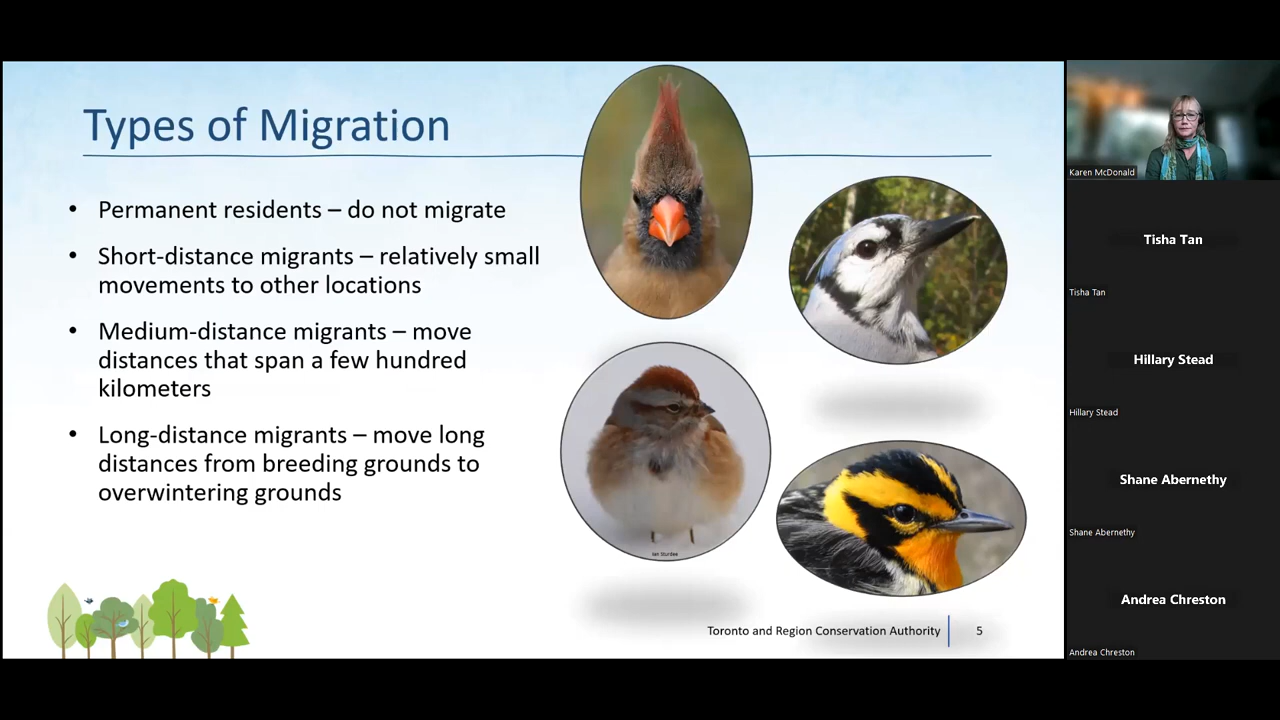 Types of Migration
• Permanent residents – do not migrate
• Short-distance migrants – relatively small
movements to other locations
• Medium-distance migrants – move
distances that span a few hundred
kilometers
• Long-distance migrants – move long
distances from breeding grounds to
overwintering grounds
Ian Sturdee
Toronto and Region Conservation Authority
5
Karen McDonald
Tisha Tan
Tisha Tan
Hillary Stead
Hillary Stead
Shane Abernethy
Shane Abernethy
Andrea Chreston
Andrea Chreston